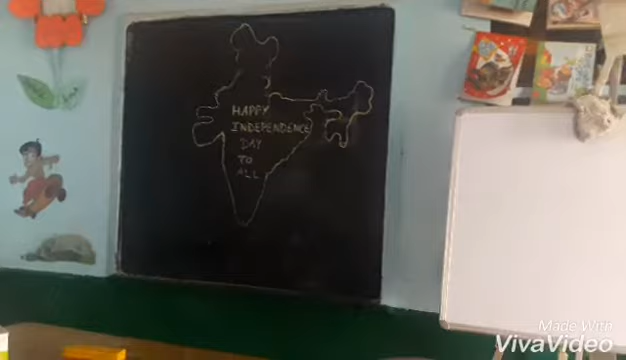 HAPPY
INDEPENDENCE
DAY
TO
ALL
Made With
VivaVideo